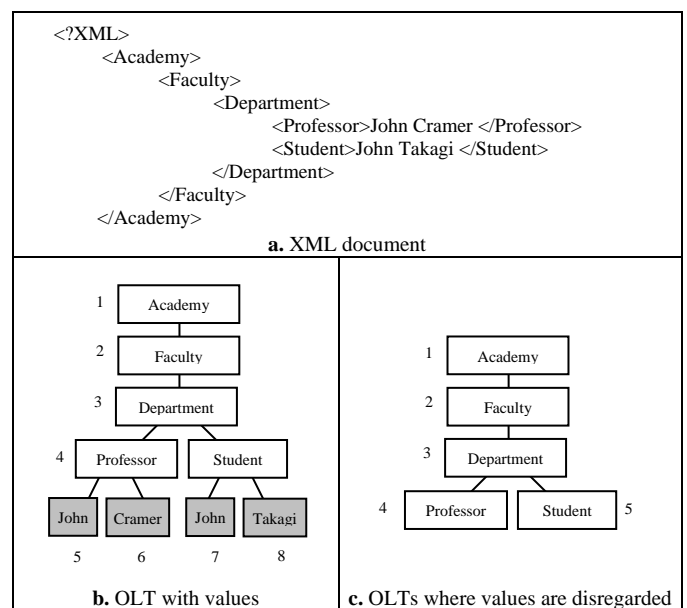 <?XML>
<Academy>
<Faculty>
<Department>
<Professor>John Cramer </Professor>
<Student>John Takagi </Student>
</Department>
</Faculty>
</Academy>
a. XML document
1 Academy
2 Faculty
3 Department
4 Professor Student
John Cramer John Takagi
5 6 7 8
b. OLT with values
1 Academy
2 Faculty
3 Department
4 Professor Student 5
c. OLTs where values are disregarded